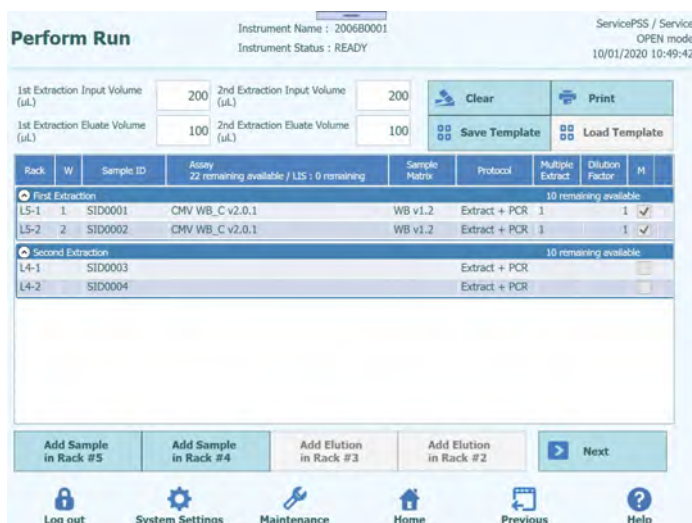 Perform Run
Instrument Name : 2006B0001
Instrument Status : READY
ServicePSS / Service
OPEN mode
10/01/2020 10:49:42
1st Extraction Input Volume (µL) 200 2nd Extraction Input Volume (µL) 200
Clear Print
1st Extraction Eluate Volume (µL) 100 2nd Extraction Eluate Volume (µL) 100
Save Template Load Template
Rack W Sample ID Assay 22 remaining available / LIS : 0 remaining Sample Matrix Protocol Multiple Extract Dilution Factor M
First Extraction 10 remaining available
L5-1 1 SID0001 CMV WB_C v2.0.1 WB v1.2 Extract + PCR 1 1
L5-2 2 SID0002 CMV WB_C v2.0.1 WB v1.2 Extract + PCR 1 1
Second Extraction 10 remaining available
L4-1 SID0003 Extract + PCR
L4-2 SID0004 Extract + PCR
Add Sample in Rack #5 Add Sample in Rack #4 Add Elution in Rack #3 Add Elution in Rack #2 Next
Log out System Settings Maintenance Home Previous Help